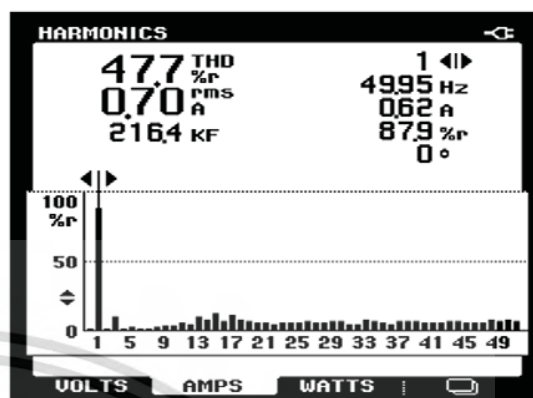 HARMONICS
47.7 THD %r
0.70 rms A
216.4 KF
1
49.95 Hz
0.62 A
87.9 %r
0 °
100
%r
50
0
1 5 9 13 17 21 25 29 33 37 41 45 49
VOLTS AMPS WATTS